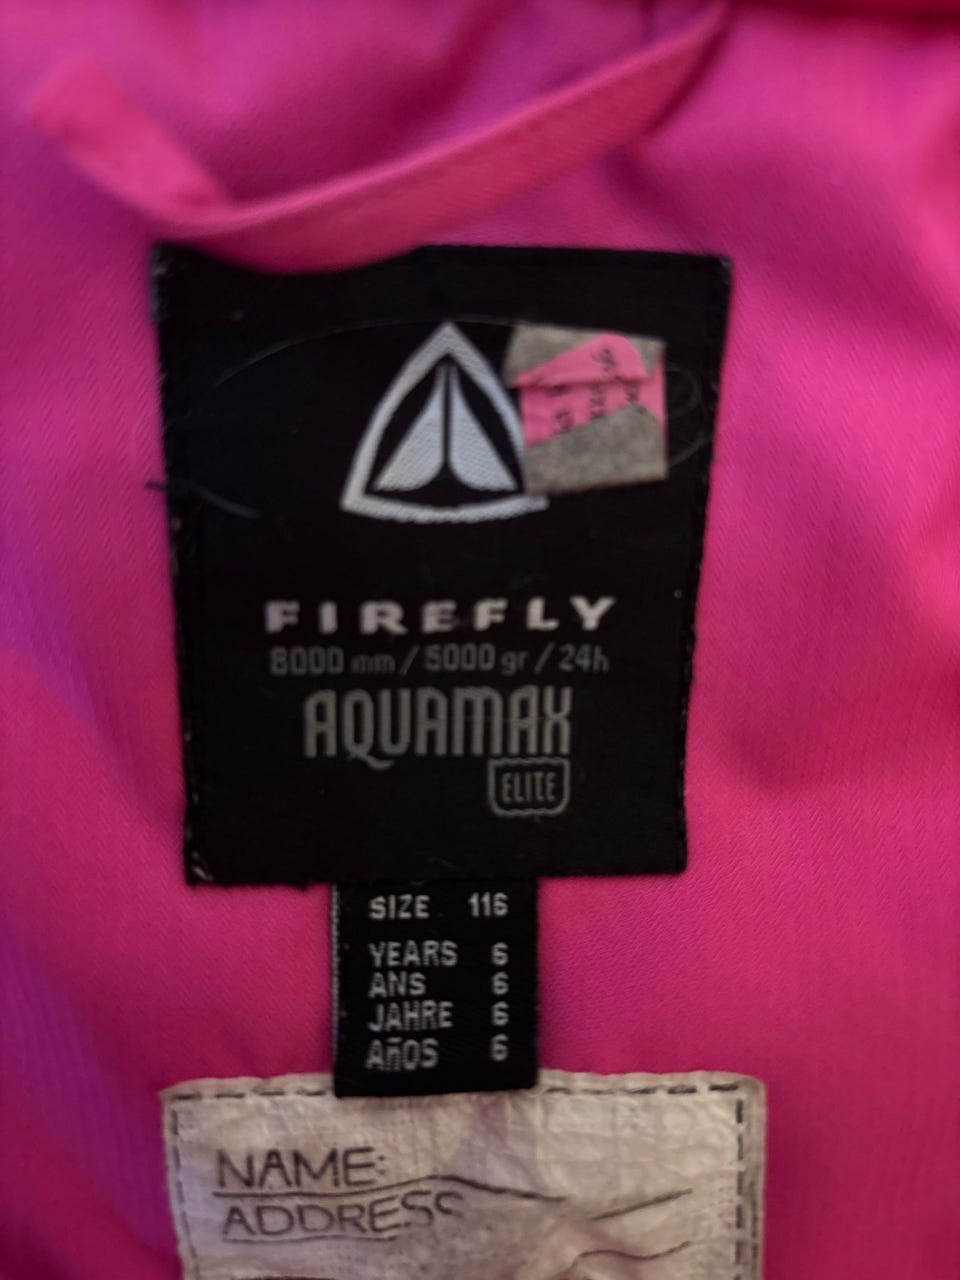 FIREFLY
8000 mm / 5000 gr / 24h
AQUAMAX
ELITE
SIZE 116
YEARS 6
ANS 6
JAHRE 6
AÑOS 6
NAME:
ADDRESS